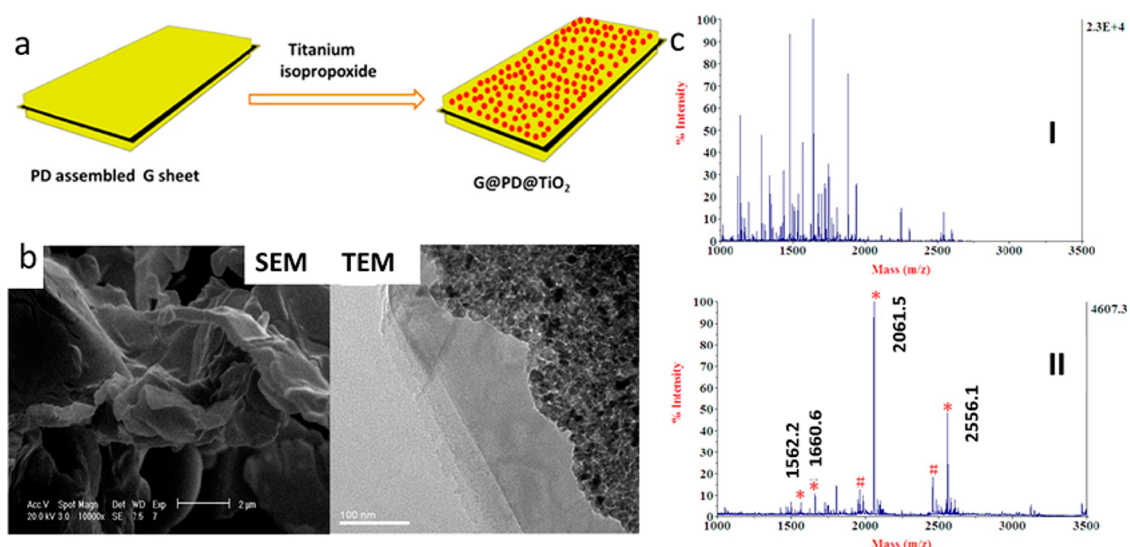 a
Titanium
isopropoxide
PD assembled G sheet
G@PD@TiO₂
b
SEM
TEM
Acc.V Spot Magn Det WD Exp
20.0 kV 3.0 10000x SE 7.5 7
2 μm
100 nm
c
100
90
80
70
60
50
40
30
20
10
0
% Intensity
2.3E+4
I
1000 1500 2000 2500 3000 3500
Mass (m/z)
100
90
80
70
60
50
40
30
20
10
0
% Intensity
4607.3
II
* 2061.5
* 2556.1
1562.2 *
1660.6 *
#
#
1000 1500 2000 2500 3000 3500
Mass (m/z)